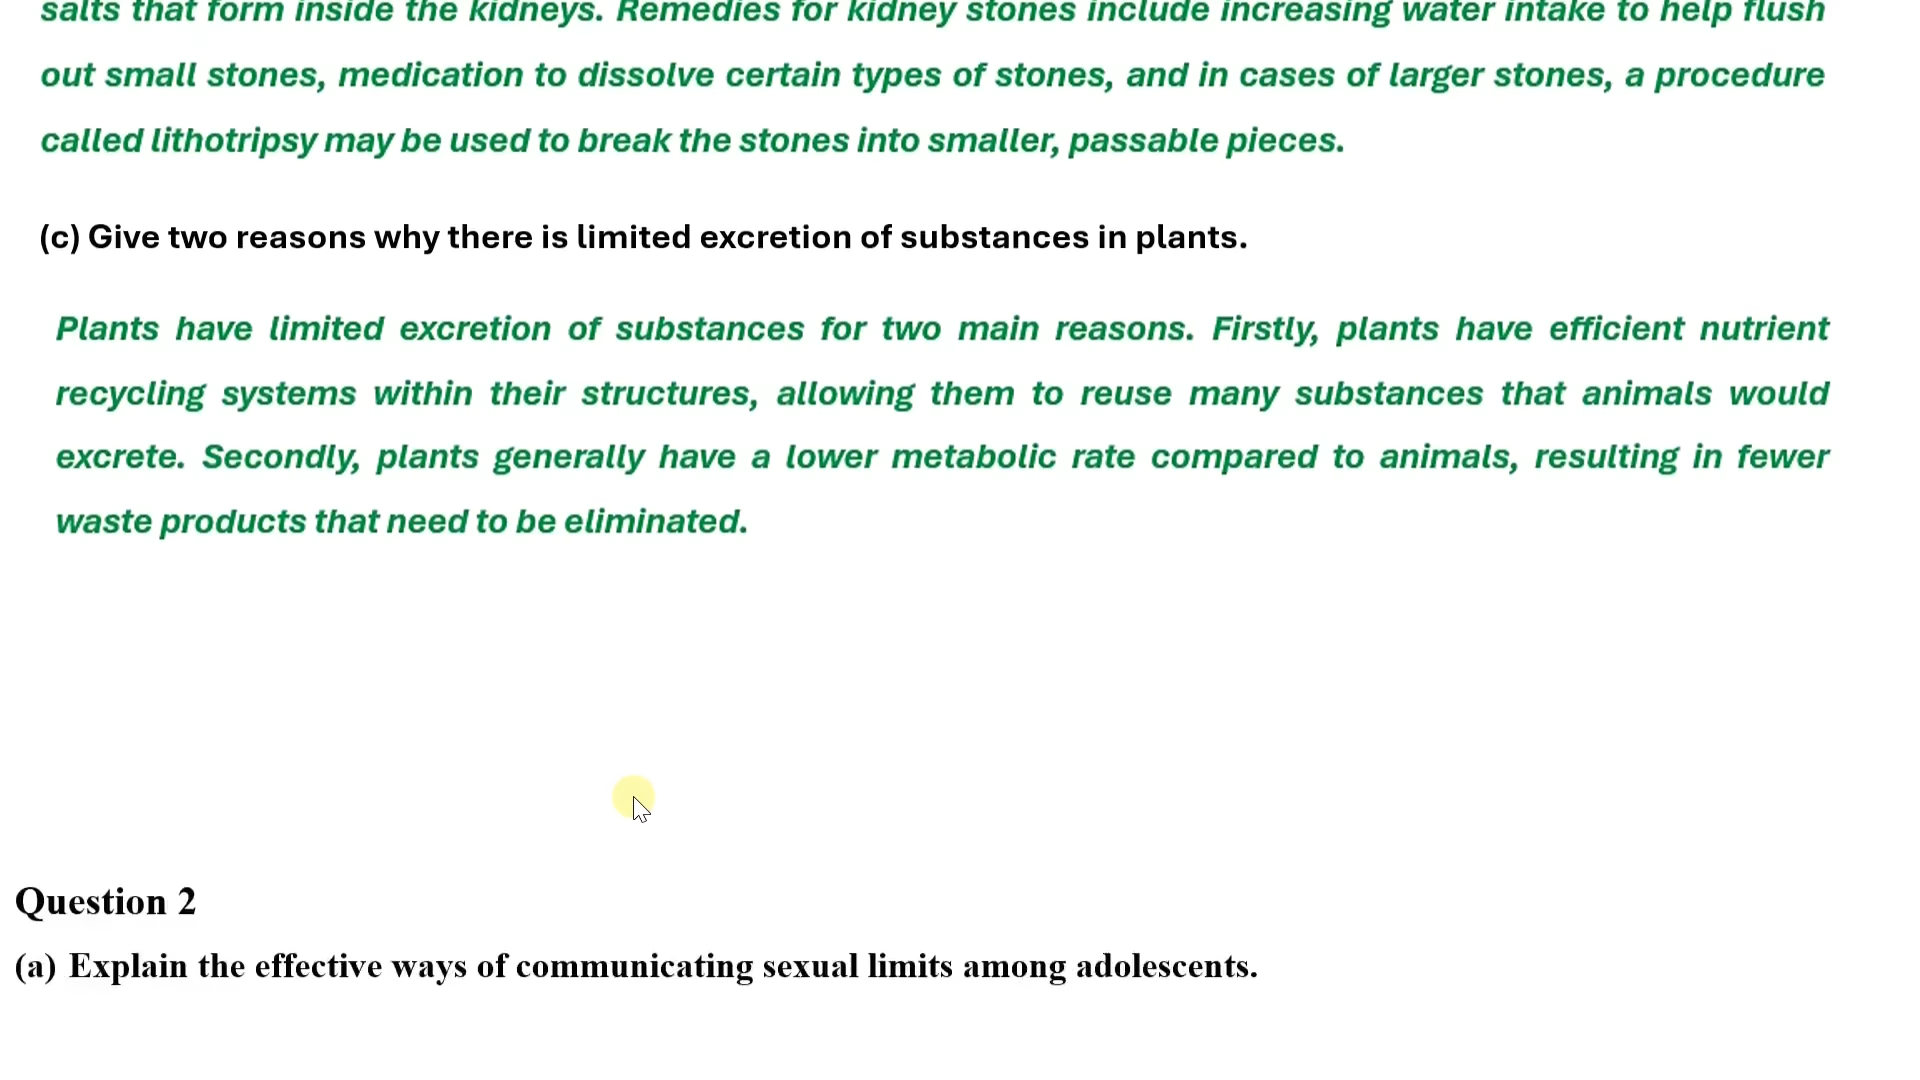 salts that form inside the kidneys. Remedies for kidney stones include increasing water intake to help flush
out small stones, medication to dissolve certain types of stones, and in cases of larger stones, a procedure
called lithotripsy may be used to break the stones into smaller, passable pieces.
(c) Give two reasons why there is limited excretion of substances in plants.
Plants have limited excretion of substances for two main reasons. Firstly, plants have efficient nutrient
recycling systems within their structures, allowing them to reuse many substances that animals would
excrete. Secondly, plants generally have a lower metabolic rate compared to animals, resulting in fewer
waste products that need to be eliminated.
Question 2
(a) Explain the effective ways of communicating sexual limits among adolescents.